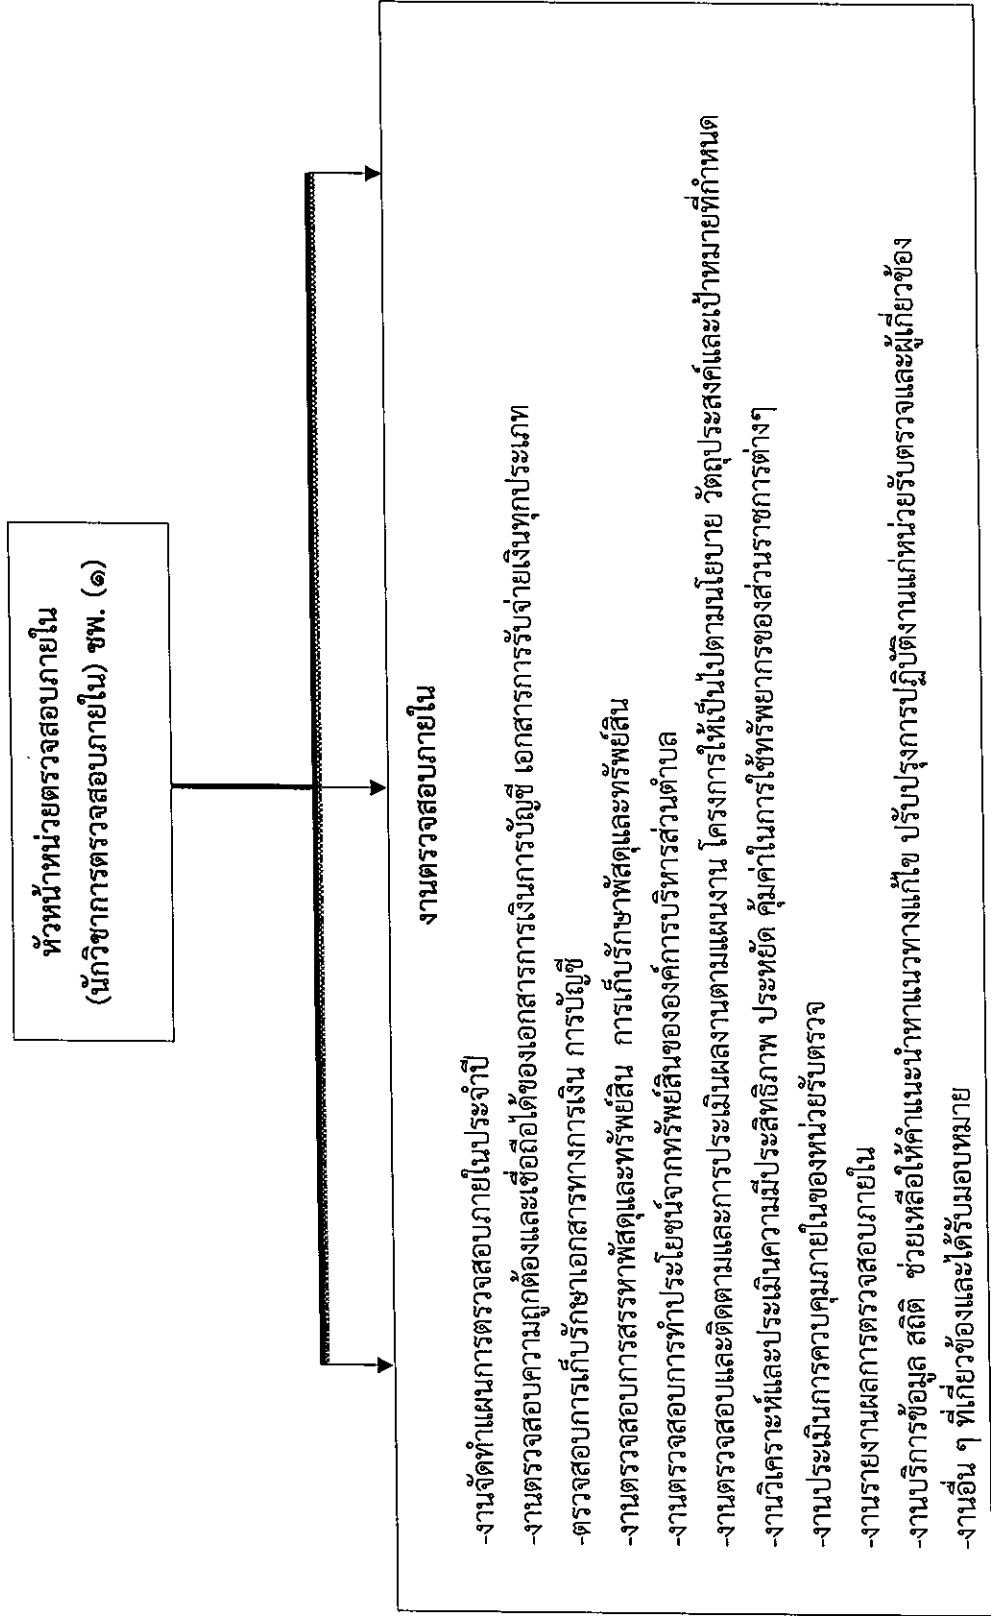 หัวหน้าหน่วยตรวจสอบภายใน
(นักวิชาการตรวจสอบภายใน) ชพ. (๑)
งานตรวจสอบภายใน
-งานจัดทำแผนการตรวจสอบภายในประจำปี
-งานตรวจสอบความถูกต้องและเชื่อถือได้ของเอกสารการเงินการบัญชี เอกสารการรับจ่ายเงินทุกประเภท
-ตรวจสอบการเก็บรักษาเอกสารทางการเงิน การบัญชี
-งานตรวจสอบการสรรหาพัสดุและทรัพย์สิน การเก็บรักษาพัสดุและทรัพย์สิน
-งานตรวจสอบการทำประโยชน์จากทรัพย์สินขององค์การบริหารส่วนตำบล
-งานตรวจสอบและติดตามและการประเมินผลงานตามแผนงาน โครงการให้เป็นไปตามนโยบาย วัตถุประสงค์และเป้าหมายที่กำหนด
-งานวิเคราะห์และประเมินความมีประสิทธิภาพ ประหยัด คุ้มค่าในการใช้ทรัพยากรของส่วนราชการต่างๆ
-งานประเมินการควบคุมภายในของหน่วยรับตรวจ
-งานรายงานผลการตรวจสอบภายใน
-งานบริการข้อมูล สถิติ ช่วยเหลือให้คำแนะนำหาแนวทางแก้ไข ปรับปรุงการปฏิบัติงานแก่หน่วยรับตรวจและผู้เกี่ยวข้อง
-งานอื่น ๆ ที่เกี่ยวข้องและได้รับมอบหมาย